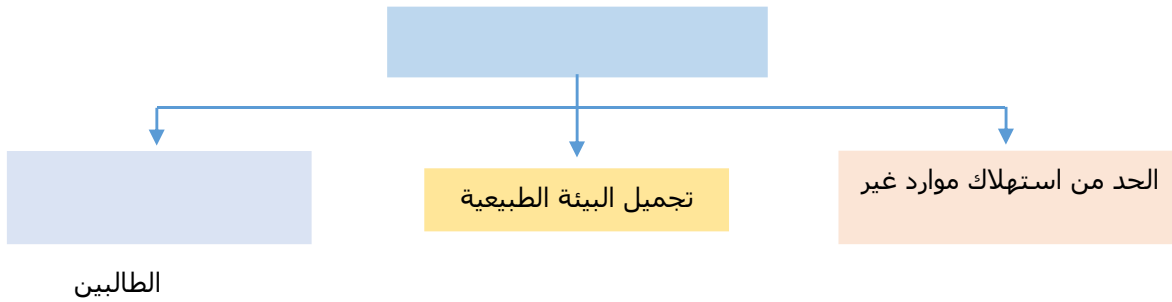 الحد من استهلاك موارد غير
تجميل البيئة الطبيعية
الطالبين